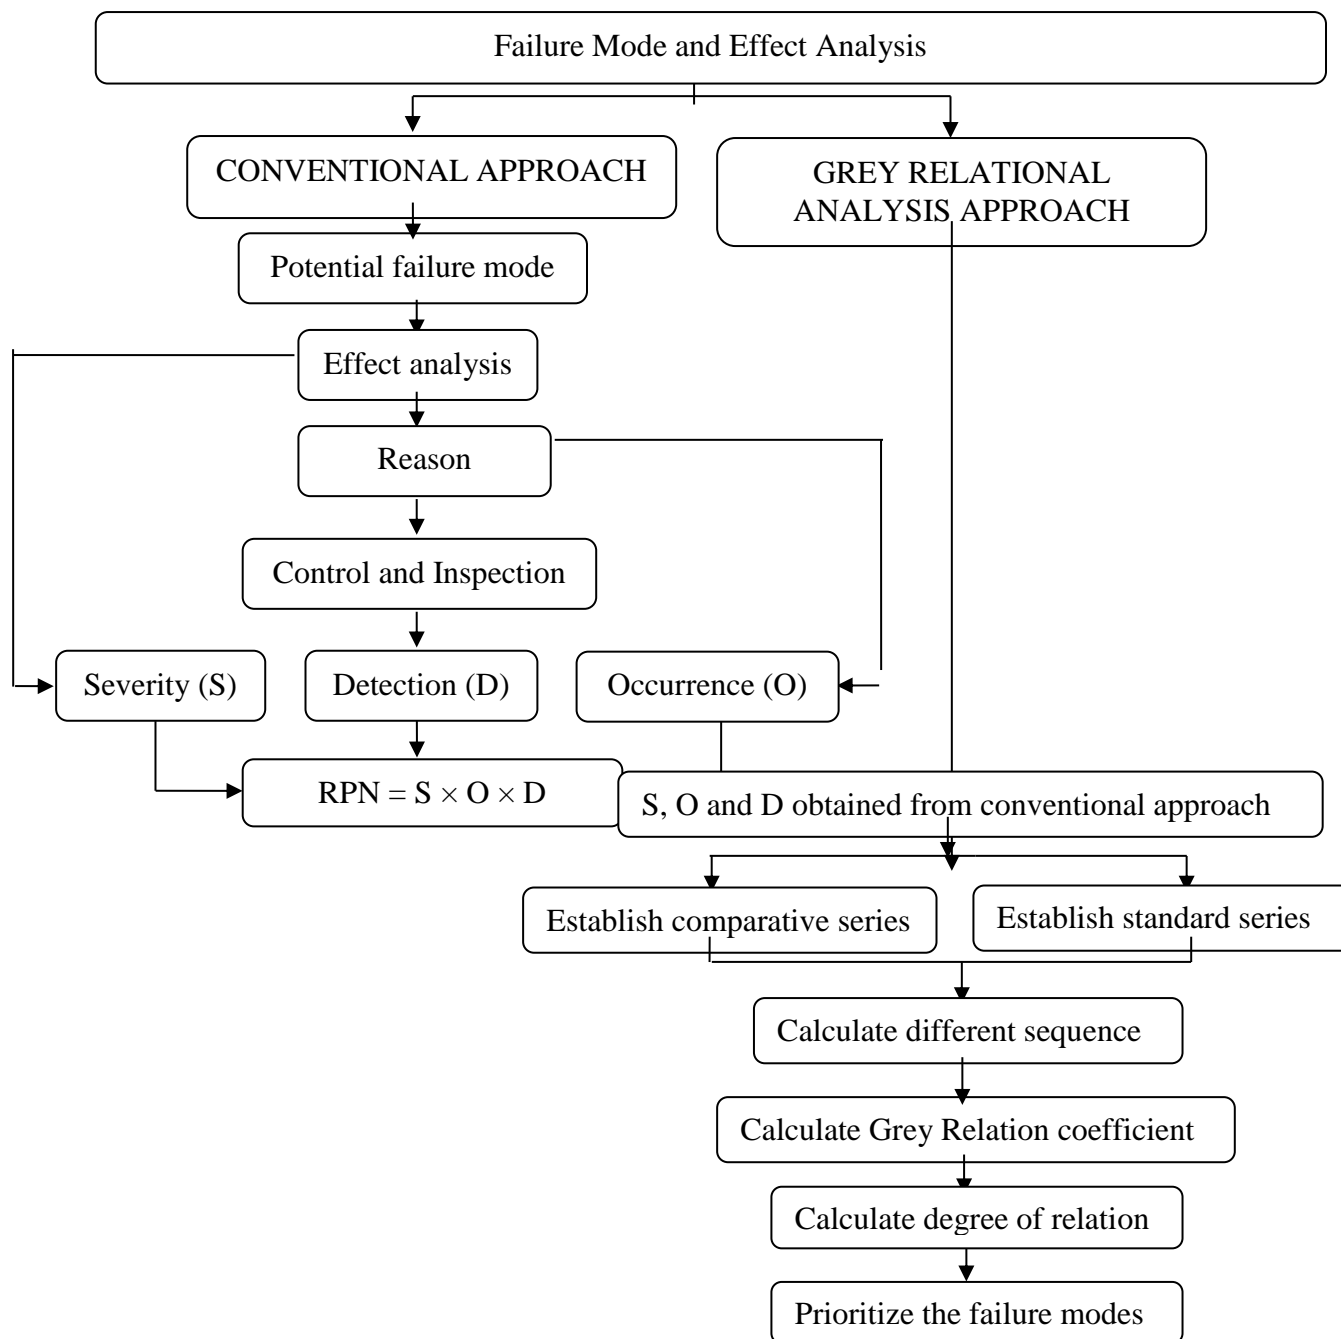 Failure Mode and Effect Analysis
CONVENTIONAL APPROACH
GREY RELATIONAL
ANALYSIS APPROACH
Potential failure mode
Effect analysis
Reason
Control and Inspection
Severity (S)
Detection (D)
Occurrence (O)
RPN = S × O × D
S, O and D obtained from conventional approach
Establish comparative series
Establish standard series
Calculate different sequence
Calculate Grey Relation coefficient
Calculate degree of relation
Prioritize the failure modes